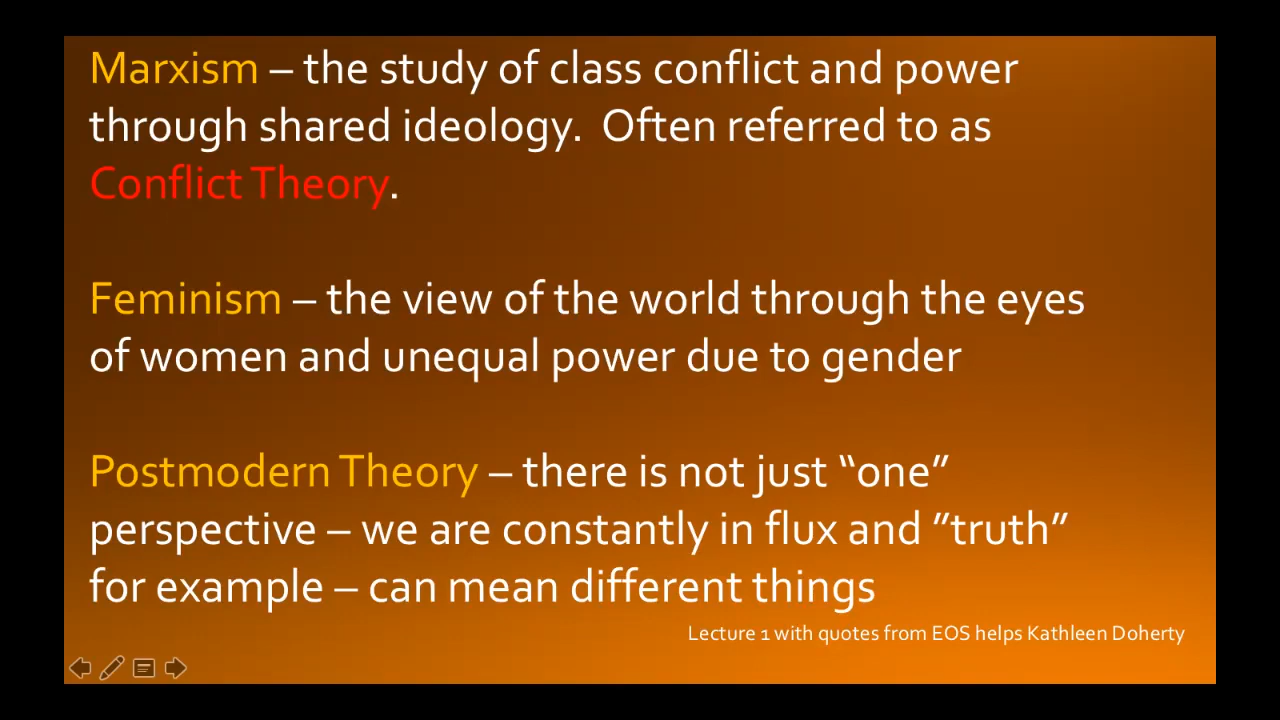 Marxism – the study of class conflict and power
through shared ideology.  Often referred to as
Conflict Theory.
Feminism – the view of the world through the eyes
of women and unequal power due to gender
Postmodern Theory – there is not just “one”
perspective – we are constantly in flux and ”truth”
for example – can mean different things
Lecture 1 with quotes from EOS helps Kathleen Doherty